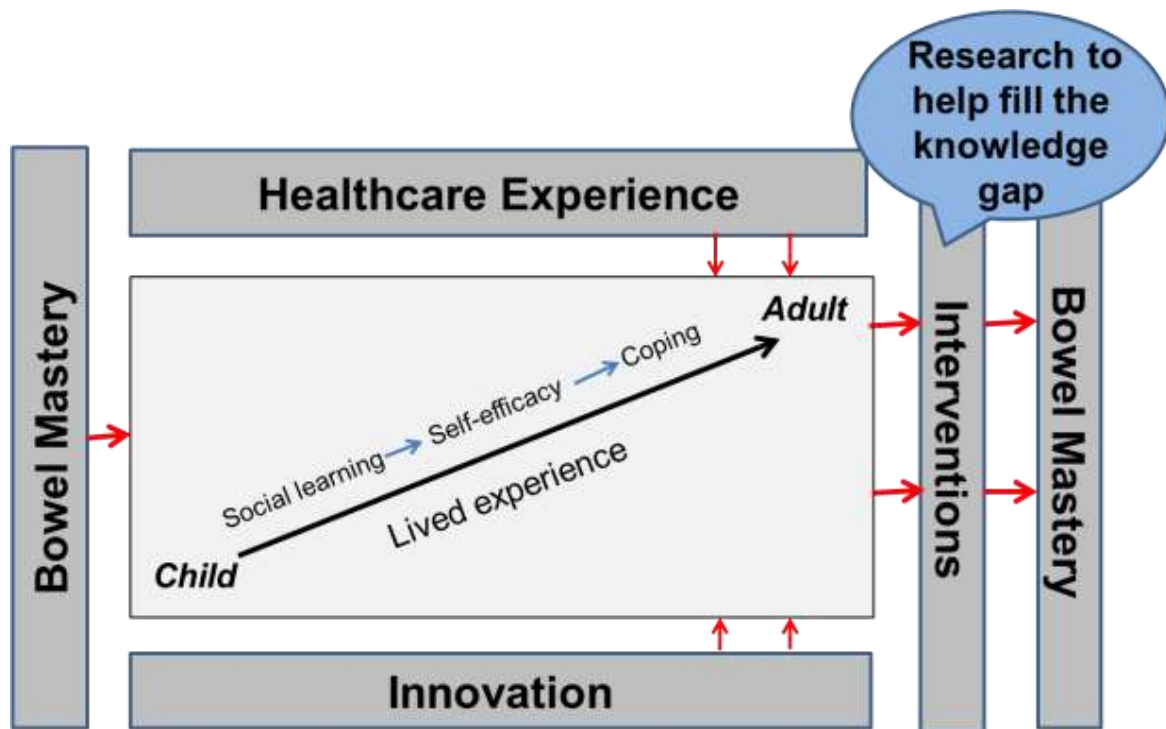 Research to
help fill the
knowledge
gap
Healthcare Experience
Bowel Mastery
Adult
Coping
Self-efficacy
Social learning
Lived experience
Child
Interventions
Bowel Mastery
Innovation